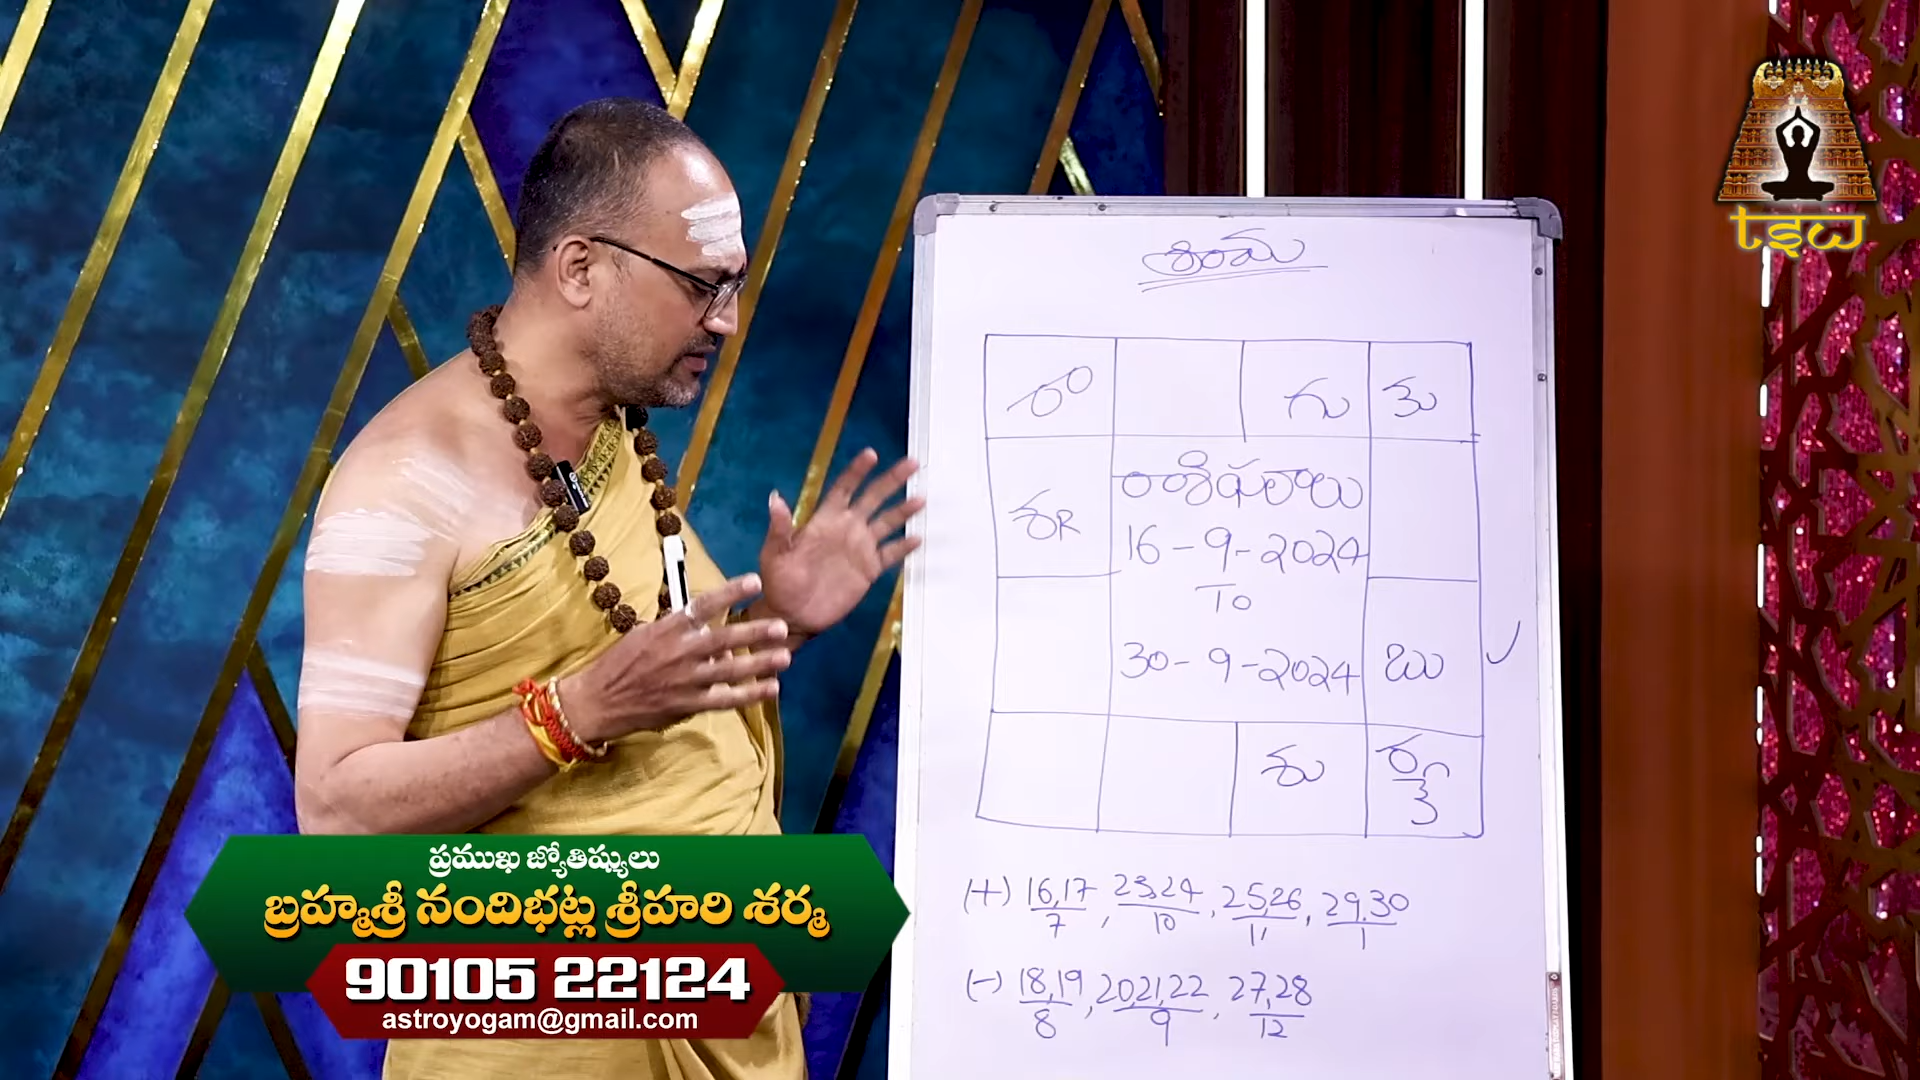 TSW
శ్రీరామ
రా
గు
కు
శR
రాశిఫలాలు
16-9-2024
To
30-9-2024
బు
శు
ర
కే
(+) 16,17/7, 23,24/10, 25,26/11, 29,30/1
(-) 18,19/8, 20,21,22/9, 27,28/12
ప్రముఖ జ్యోతిష్యులు
బ్రహ్మశ్రీ నందిభట్ల శ్రీహరి శర్మ
90105 22124
astroyogam@gmail.com